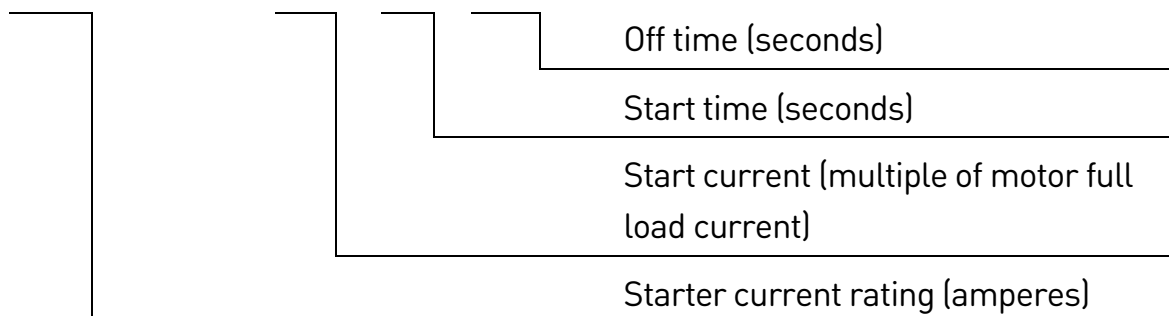 Off time (seconds)
Start time (seconds)
Start current (multiple of motor full
load current)
Starter current rating (amperes)